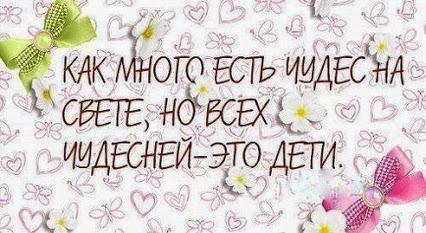 КАК МНОГО ЕСТЬ ЧУДЕС НА
СВЕТЕ, НО ВСЕХ
ЧУДЕСНЕЙ-ЭТО ДЕТИ.